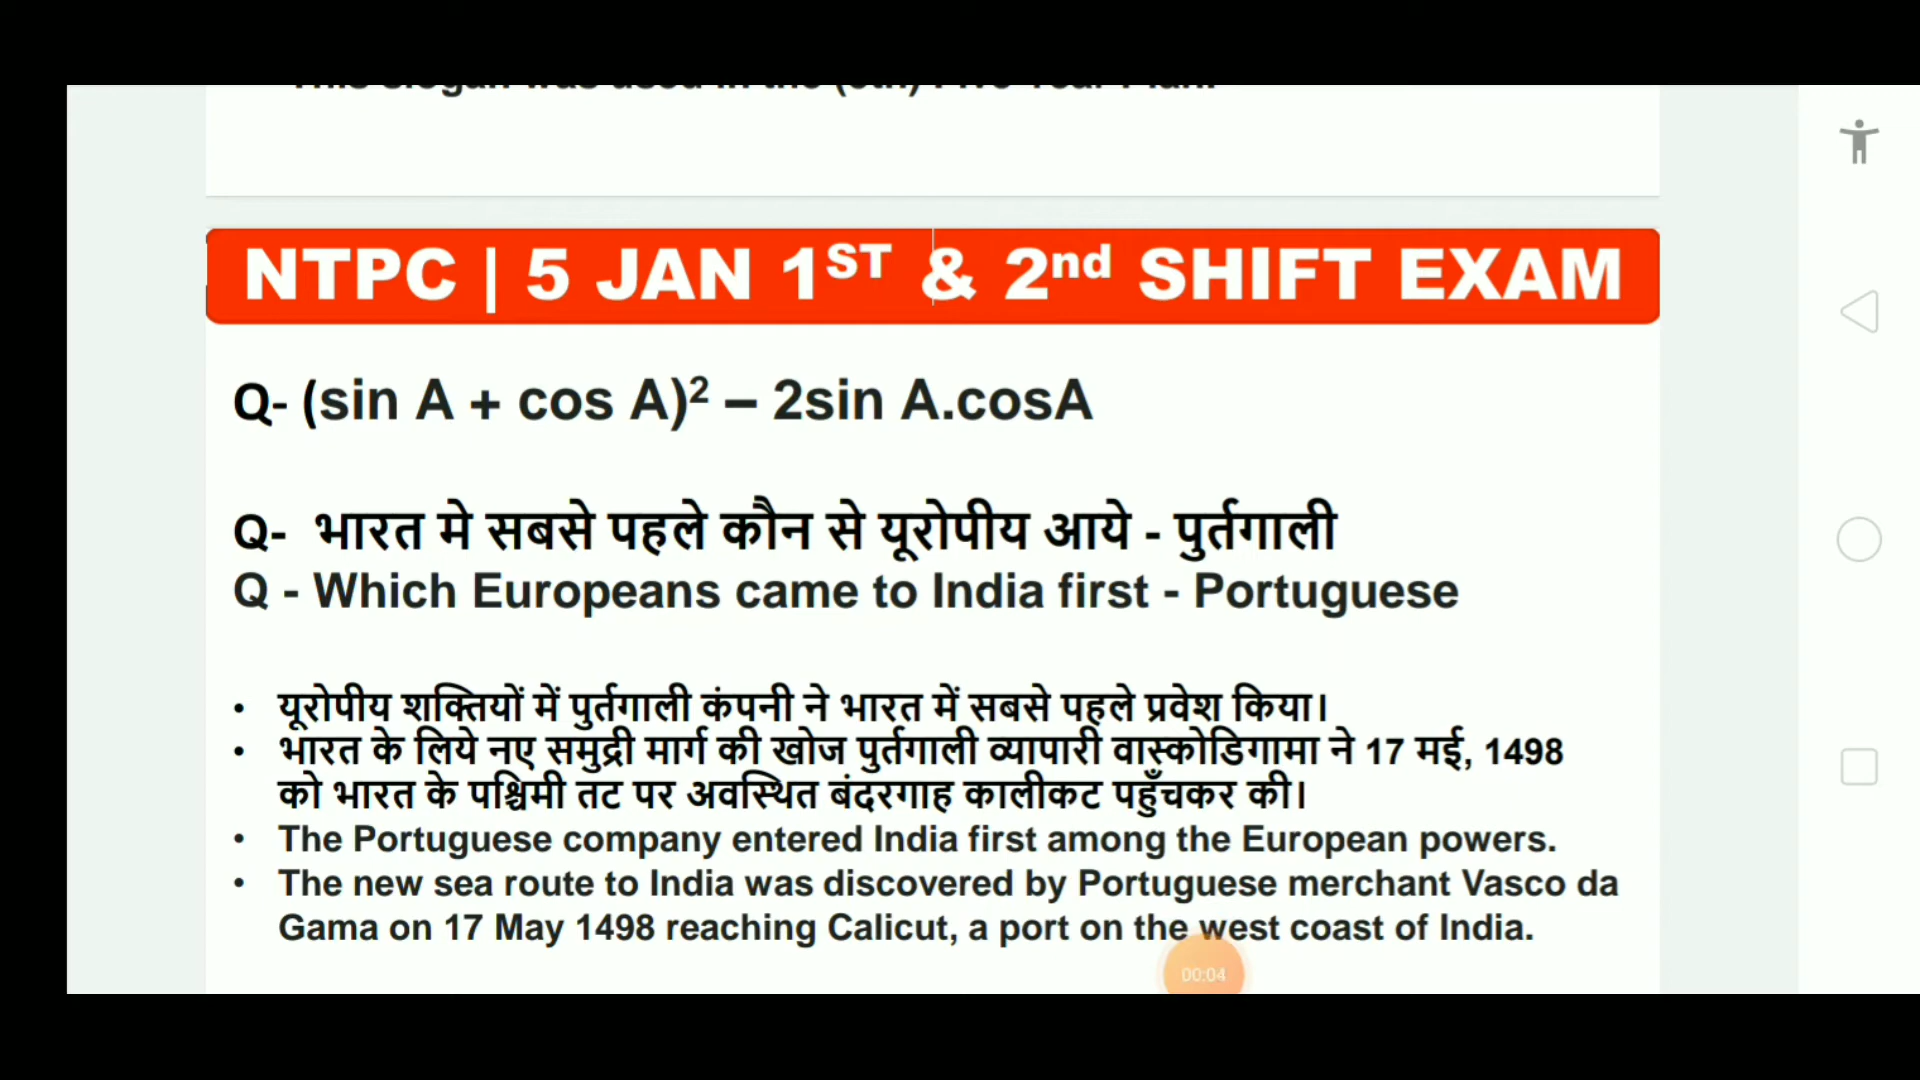 NTPC | 5 JAN 1ST & 2nd SHIFT EXAM
Q- (sin A + cos A)² – 2sin A.cosA
Q- भारत मे सबसे पहले कौन से यूरोपीय आये - पुर्तगाली
Q - Which Europeans came to India first - Portuguese
• यूरोपीय शक्तियों में पुर्तगाली कंपनी ने भारत में सबसे पहले प्रवेश किया।
• भारत के लिये नए समुद्री मार्ग की खोज पुर्तगाली व्यापारी वास्कोडिगामा ने 17 मई, 1498
को भारत के पश्चिमी तट पर अवस्थित बंदरगाह कालीकट पहुँचकर की।
• The Portuguese company entered India first among the European powers.
• The new sea route to India was discovered by Portuguese merchant Vasco da
Gama on 17 May 1498 reaching Calicut, a port on the west coast of India.
00:04